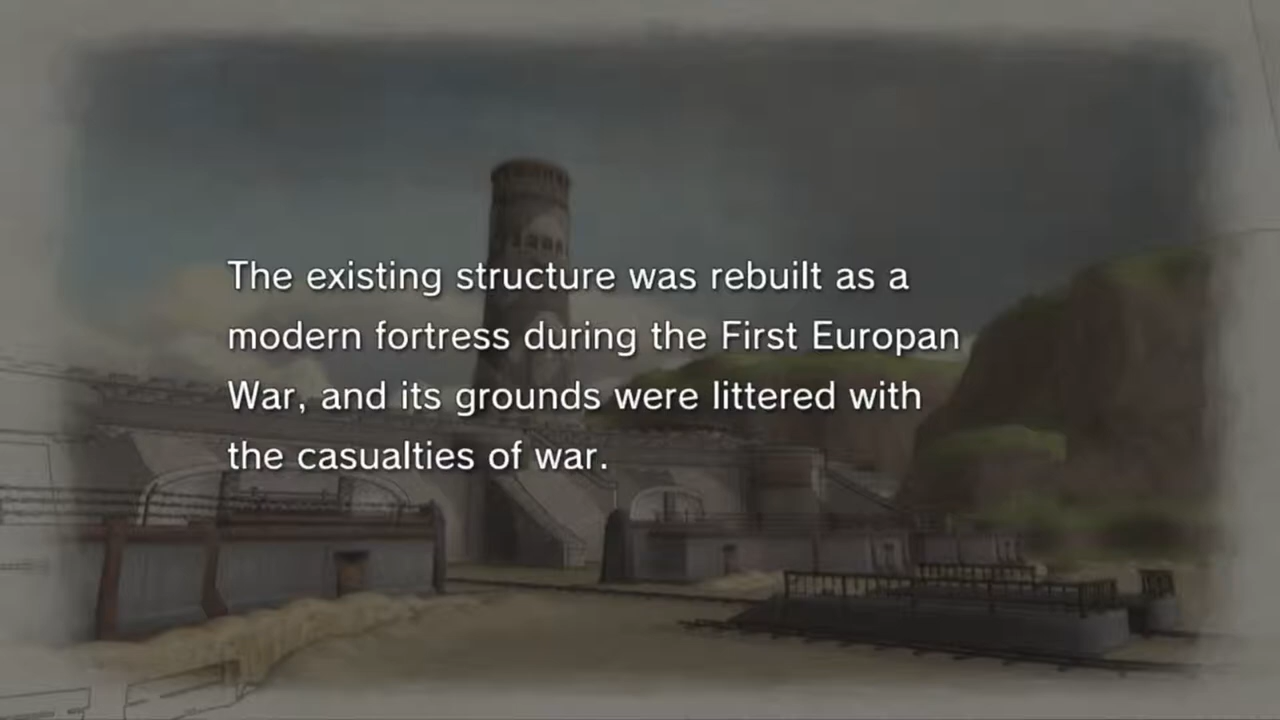 The existing structure was rebuilt as a
modern fortress during the First Europan
War, and its grounds were littered with
the casualties of war.